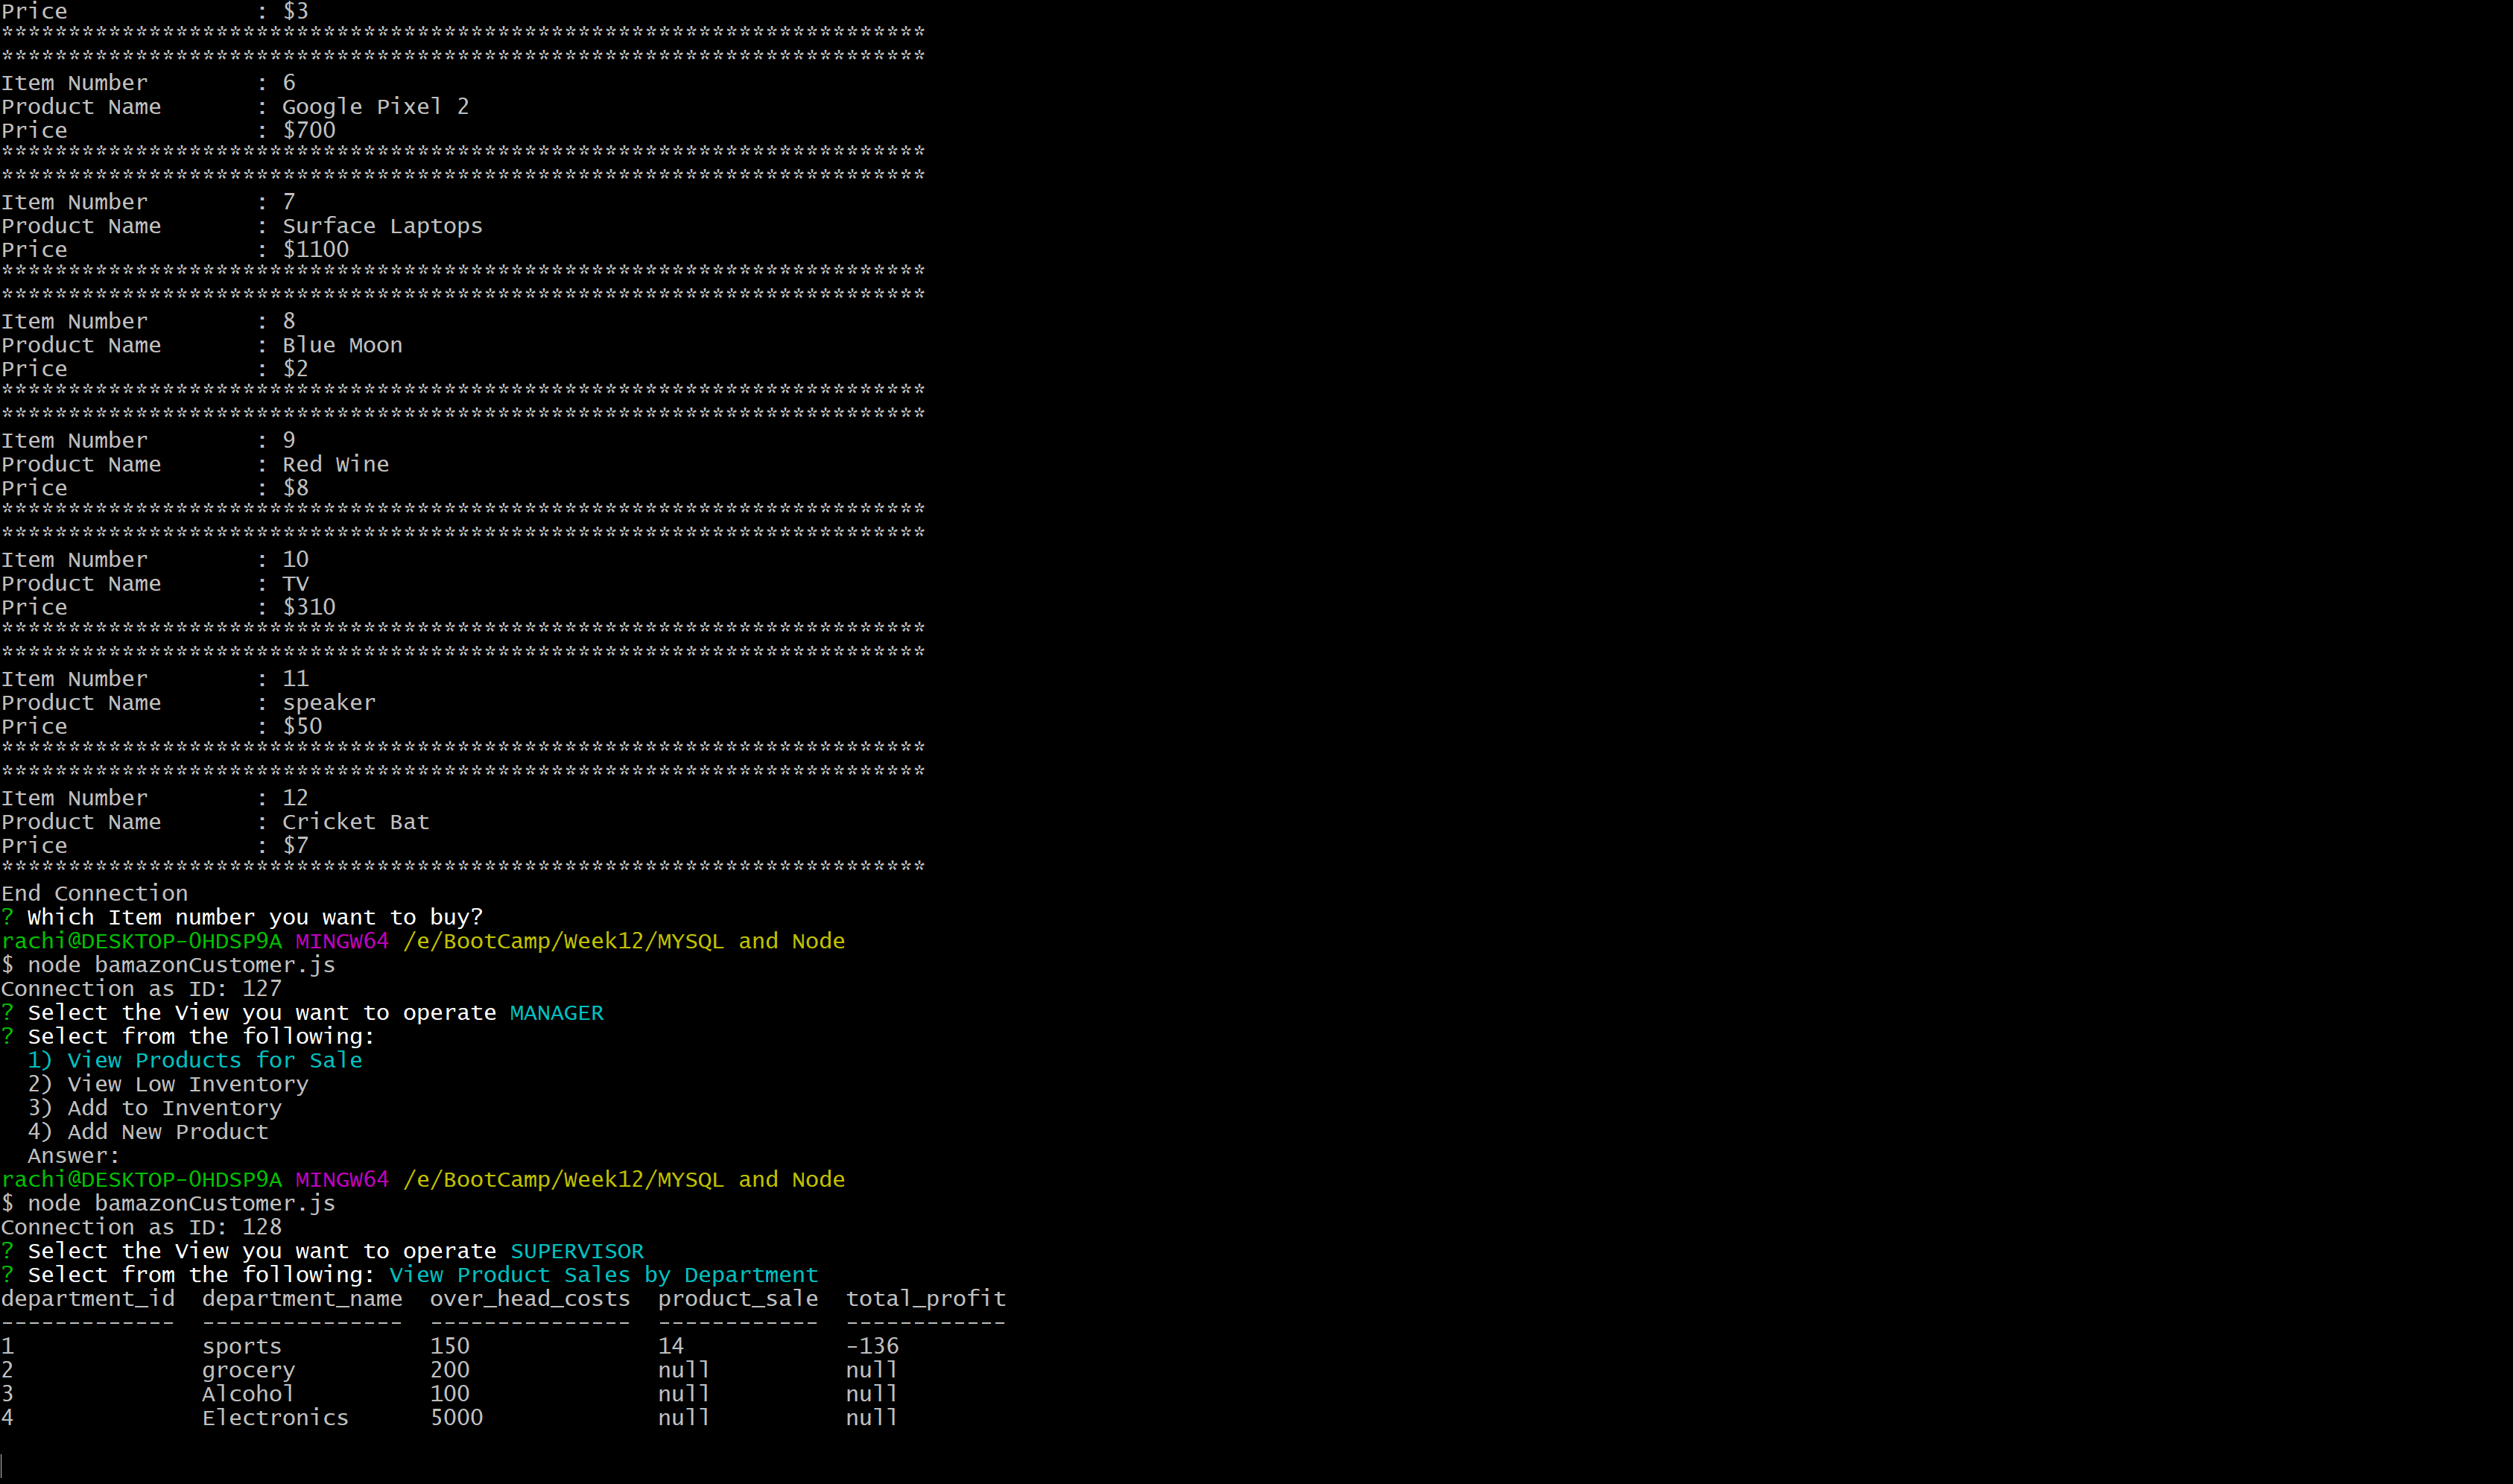 Price              : $3
*********************************************************************
*********************************************************************
Item Number        : 6
Product Name       : Google Pixel 2
Price              : $700
*********************************************************************
*********************************************************************
Item Number        : 7
Product Name       : Surface Laptops
Price              : $1100
*********************************************************************
*********************************************************************
Item Number        : 8
Product Name       : Blue Moon
Price              : $2
*********************************************************************
*********************************************************************
Item Number        : 9
Product Name       : Red Wine
Price              : $8
*********************************************************************
*********************************************************************
Item Number        : 10
Product Name       : TV
Price              : $310
*********************************************************************
*********************************************************************
Item Number        : 11
Product Name       : speaker
Price              : $50
*********************************************************************
*********************************************************************
Item Number        : 12
Product Name       : Cricket Bat
Price              : $7
*********************************************************************
End Connection
? Which Item number you want to buy?
rachi@DESKTOP-0HDSP9A MINGW64 /e/BootCamp/Week12/MYSQL and Node
$ node bamazonCustomer.js
Connection as ID: 127
? Select the View you want to operate MANAGER
? Select from the following:
  1) View Products for Sale
  2) View Low Inventory
  3) Add to Inventory
  4) Add New Product
  Answer:
rachi@DESKTOP-0HDSP9A MINGW64 /e/BootCamp/Week12/MYSQL and Node
$ node bamazonCustomer.js
Connection as ID: 128
? Select the View you want to operate SUPERVISOR
? Select from the following: View Product Sales by Department
department_id  department_name  over_head_costs  product_sale  total_profit
-------------  ---------------  ---------------  ------------  ------------
1              sports           150              14            -136
2              grocery          200              null          null
3              Alcohol          100              null          null
4              Electronics      5000             null          null